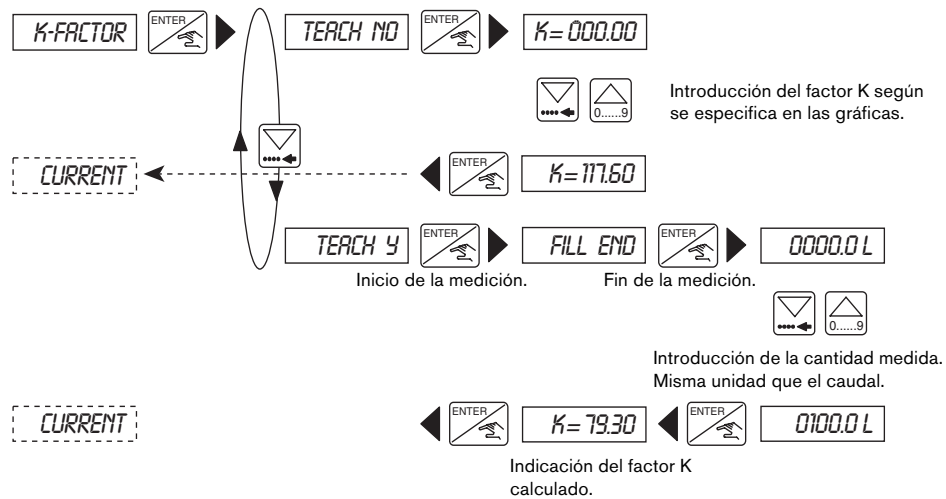 K-FACTOR ENTER TEACH NO ENTER K=000.00
0......9
Introducción del factor K según
se especifica en las gráficas.
CURRENT ENTER K=117.60
TEACH Y ENTER FILL END ENTER 0000.0 L
Inicio de la medición. Fin de la medición.
0......9
Introducción de la cantidad medida.
Misma unidad que el caudal.
CURRENT ENTER K=79.30 ENTER 0100.0 L
Indicación del factor K
calculado.